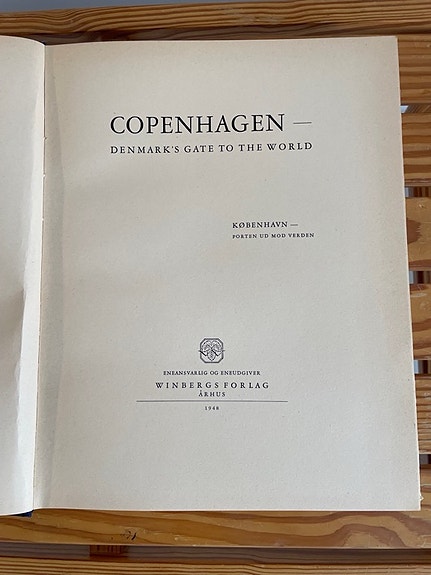 COPENHAGEN —
DENMARK'S GATE TO THE WORLD
KØBENHAVN —
PORTEN UD MOD VERDEN
ENEANSVARLIG OG ENEUDGIVER
WINBERGS FORLAG
ÅRHUS
1948